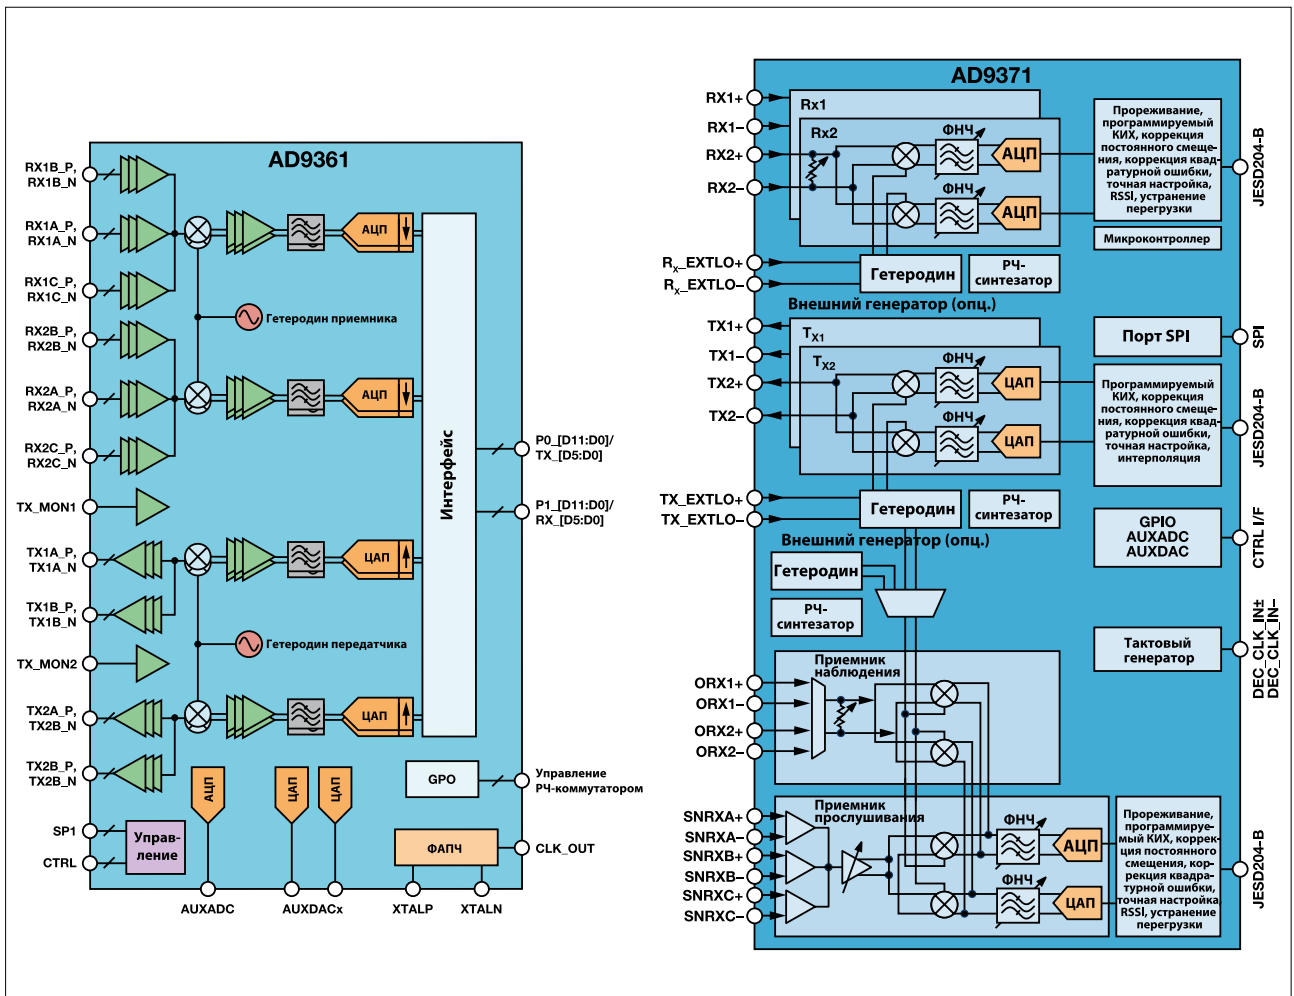 AD9361
RX1B_P,
RX1B_N
RX1A_P,
RX1A_N
RX1C_P,
RX1C_N
RX2B_P,
RX2B_N
RX2A_P,
RX2A_N
RX2C_P,
RX2C_N
TX_MON1
TX1A_P,
TX1A_N
TX1B_P,
TX1B_N
TX_MON2
TX2A_P,
TX2B_N
TX2B_P,
TX2B_N
SP1
CTRL
АЦП
Гетеродин приемника
АЦП
ЦАП
Гетеродин передатчика
ЦАП
Интерфейс
P0_[D11:D0]/
TX_[D5:D0]
P1_[D11:D0]/
RX_[D5:D0]
АЦП
ЦАП
ЦАП
GPO
Управление
РЧ-коммутатором
Управ-
ление
ФАПЧ
CLK_OUT
AUXADC
AUXDACx
XTALP
XTALN
AD9371
RX1+
RX1–
RX2+
RX2–
Rx1
Rx2
ФНЧ
АЦП
ФНЧ
АЦП
Прореживание,
программируемый
КИХ, коррекция
постоянного смеще-
ния, коррекция квад-
ратурной ошибки,
точная настройка,
RSSI, устранение
перегрузки
JESD204-B
Микроконтроллер
RX_EXTLO+
RX_EXTLO–
Гетеродин
РЧ-
синтезатор
Внешний генератор (опц.)
TX1+
TX1–
TX2+
TX2–
TX1
TX2
ФНЧ
ЦАП
ФНЧ
ЦАП
Порт SPI
SPI
Программируемый
КИХ, коррекция
постоянного смеще-
ния, коррекция квад-
ратурной ошибки,
точная настройка,
интерполяция
JESD204-B
TX_EXTLO+
TX_EXTLO–
Гетеродин
РЧ-
синтезатор
Внешний генератор (опц.)
GPIO
AUXADC
AUXDAC
CTRL I/F
Гетеродин
РЧ-
синтезатор
Тактовый
генератор
DEC_CLK_IN±
DEC_CLK_IN–
Приемник
наблюдения
ORX1+
ORX1–
ORX2+
ORX2–
Приемник
прослушивания
SNRXA+
SNRXA–
SNRXB+
SNRXB–
SNRXC+
SNRXC–
ФНЧ
АЦП
ФНЧ
ЦАП
Прореживание,
программируе-
мый КИХ, коррек-
ция постоянного
смещения, кор-
рекция квадра-
турной ошибки,
точная настройка,
RSSI, устранение
перегрузки
JESD204-B